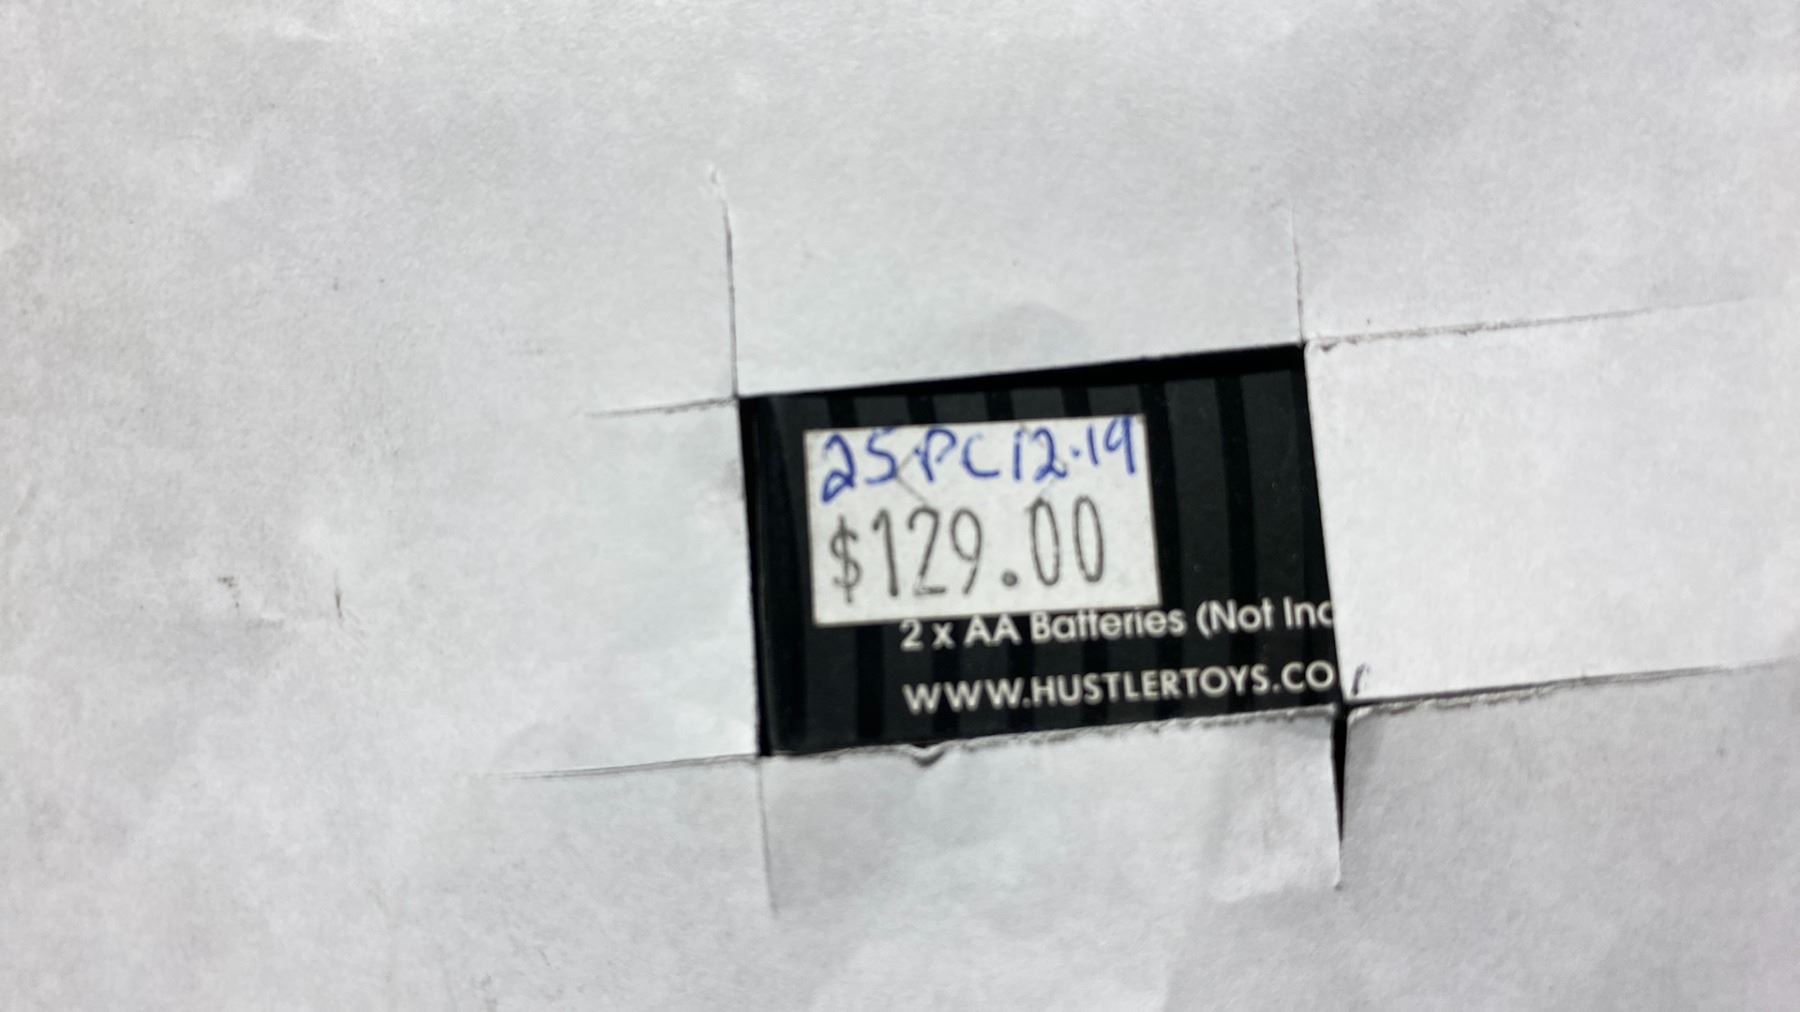 25PC12.19
$129.00
2 x AA Batteries (Not Inc
WWW.HUSTLERTOYS.CO